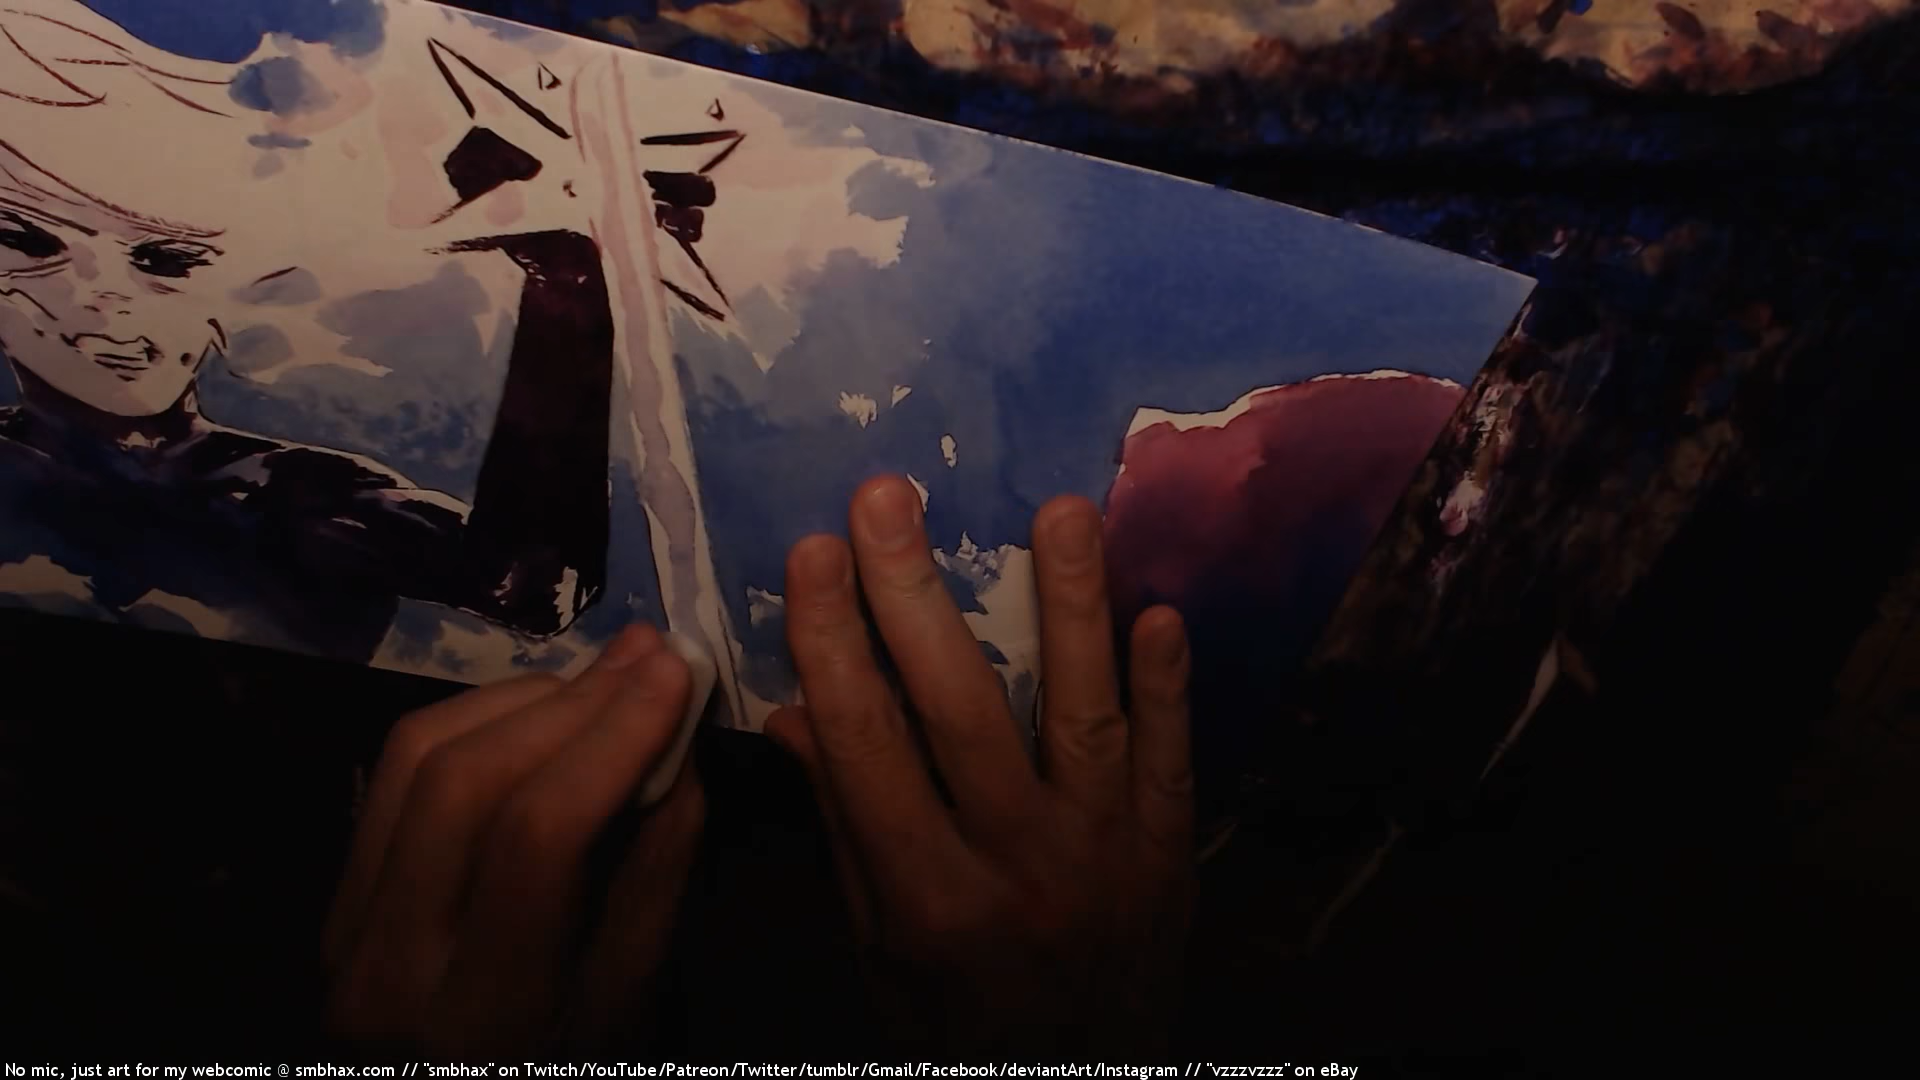 No mic, just art for my webcomic @ smbhax.com // "smbhax" on Twitch/YouTube/Patreon/Twitter/tumblr/Gmail/Facebook/deviantArt/Instagram // "vzzzvzzz" on eBay